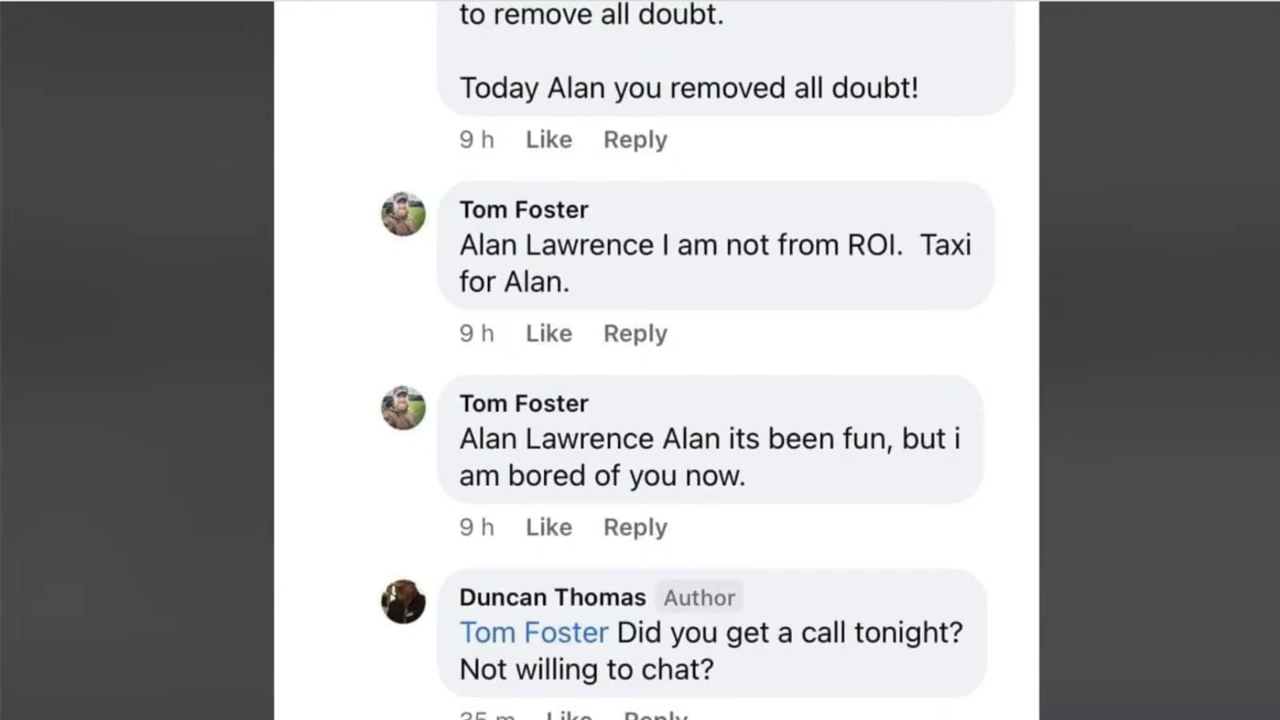 to remove all doubt.
Today Alan you removed all doubt!
9 h Like Reply
Tom Foster
Alan Lawrence I am not from ROI. Taxi
for Alan.
9 h Like Reply
Tom Foster
Alan Lawrence Alan its been fun, but i
am bored of you now.
9 h Like Reply
Duncan Thomas Author
Tom Foster Did you get a call tonight?
Not willing to chat?
35 m Like Reply